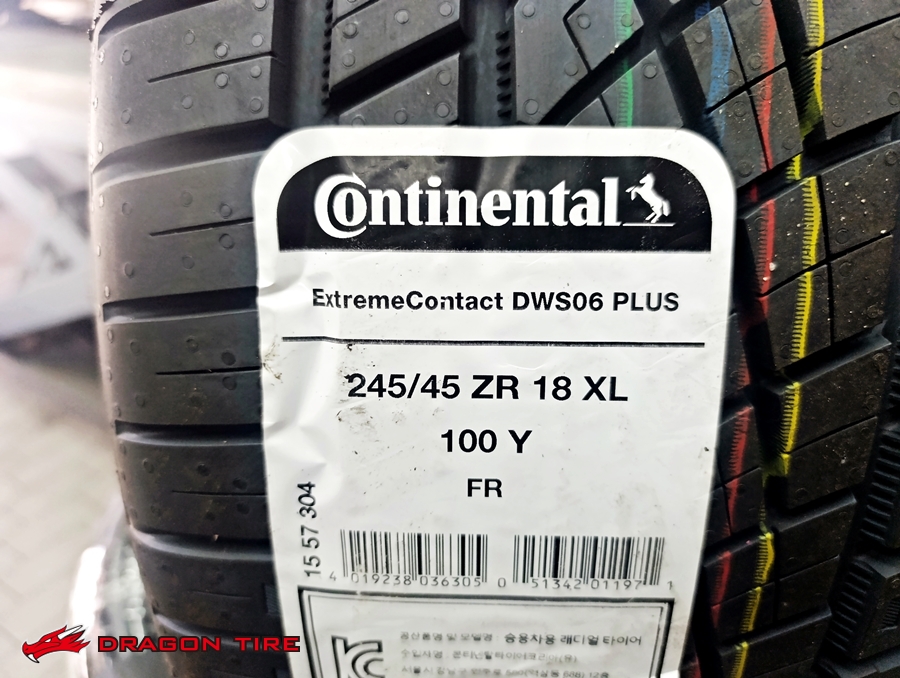 Continental
ExtremeContact DWS06 PLUS
245/45 ZR 18 XL
100 Y
FR
15 57 304
4 019238 036305 0 51342 01197 1
승용차용 래디얼 타이어
DRAGON TIRE